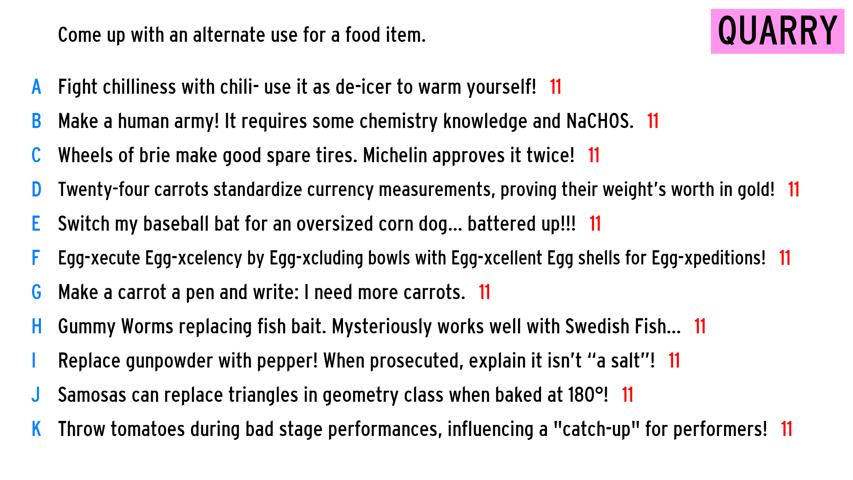 Come up with an alternate use for a food item.
QUARRY
A Fight chilliness with chili- use it as de-icer to warm yourself! 11
B Make a human army! It requires some chemistry knowledge and NaCHOS. 11
C Wheels of brie make good spare tires. Michelin approves it twice! 11
D Twenty-four carrots standardize currency measurements, proving their weight's worth in gold! 11
E Switch my baseball bat for an oversized corn dog... battered up!!! 11
F Egg-xecute Egg-xcelency by Egg-xcluding bowls with Egg-xcellent Egg shells for Egg-xpeditions! 11
G Make a carrot a pen and write: I need more carrots. 11
H Gummy Worms replacing fish bait. Mysteriously works well with Swedish Fish... 11
I Replace gunpowder with pepper! When prosecuted, explain it isn't “a salt”! 11
J Samosas can replace triangles in geometry class when baked at 180°! 11
K Throw tomatoes during bad stage performances, influencing a "catch-up" for performers! 11